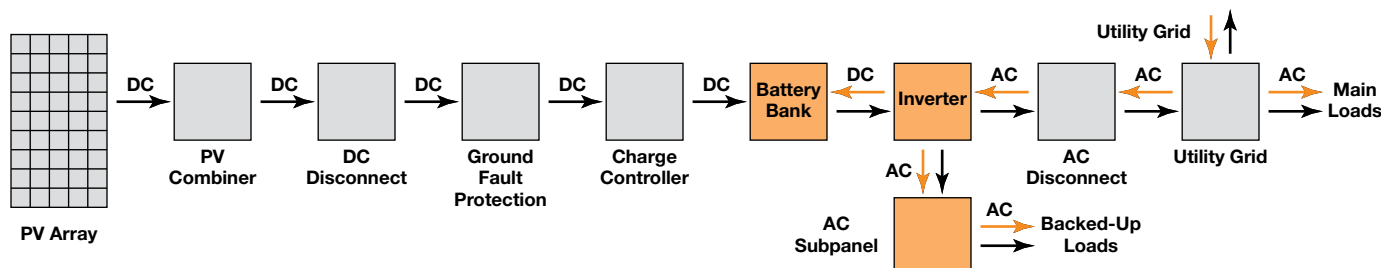 Utility Grid
DC
DC
DC
DC
DC
DC
AC
AC
AC
Battery
Bank
Inverter
Main
Loads
PV
Combiner
DC
Disconnect
Ground
Fault
Protection
Charge
Controller
AC
Disconnect
Utility Grid
PV Array
AC
AC
Subpanel
AC
Backed-Up
Loads